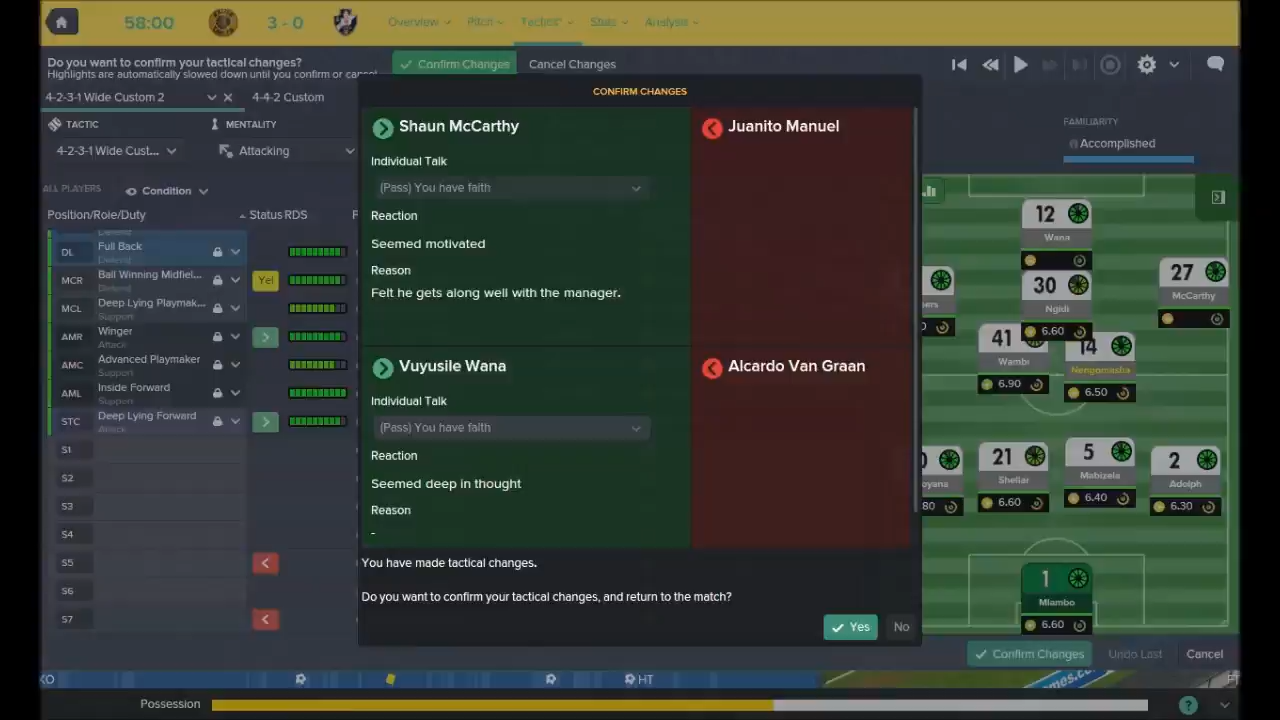 58:00
3 - 0
Overview
Pitch
Tactics
Stats
Analysis
Do you want to confirm your tactical changes?
Confirm Changes
Cancel Changes
Highlights are automatically slowed down until you confirm or cancel
4-2-3-1 Wide Custom 2
4-4-2 Custom
CONFIRM CHANGES
TACTIC
MENTALITY
4-2-3-1 Wide Cust...
Attacking
FAMILIARITY
Accomplished
ALL PLAYERS
Condition
Position/Role/Duty
Status
RDS
Defend
DL
Full Back
Defend
MCR
Ball Winning Midfiel...
Defend
Yel
MCL
Deep Lying Playmak...
Support
AMR
Winger
Attack
AMC
Advanced Playmaker
Support
AML
Inside Forward
Support
STC
Deep Lying Forward
Attack
S1
S2
S3
S4
S5
S6
S7
Shaun McCarthy
Juanito Manuel
Individual Talk
(Pass) You have faith
Reaction
Seemed motivated
Reason
Felt he gets along well with the manager.
Vuyusile Wana
Alcardo Van Graan
Individual Talk
(Pass) You have faith
Reaction
Seemed deep in thought
Reason
-
You have made tactical changes.
Do you want to confirm your tactical changes, and return to the match?
Yes
No
12
Wana
30
Ngidi
6.60
27
McCarthy
41
Wambi
6.90
14
Nengomasha
6.50
21
Shellar
6.60
5
Mabizela
6.40
2
Adolph
6.30
1
Mlambo
6.60
Confirm Changes
Undo Last
Cancel
HT
FT
Possession
?